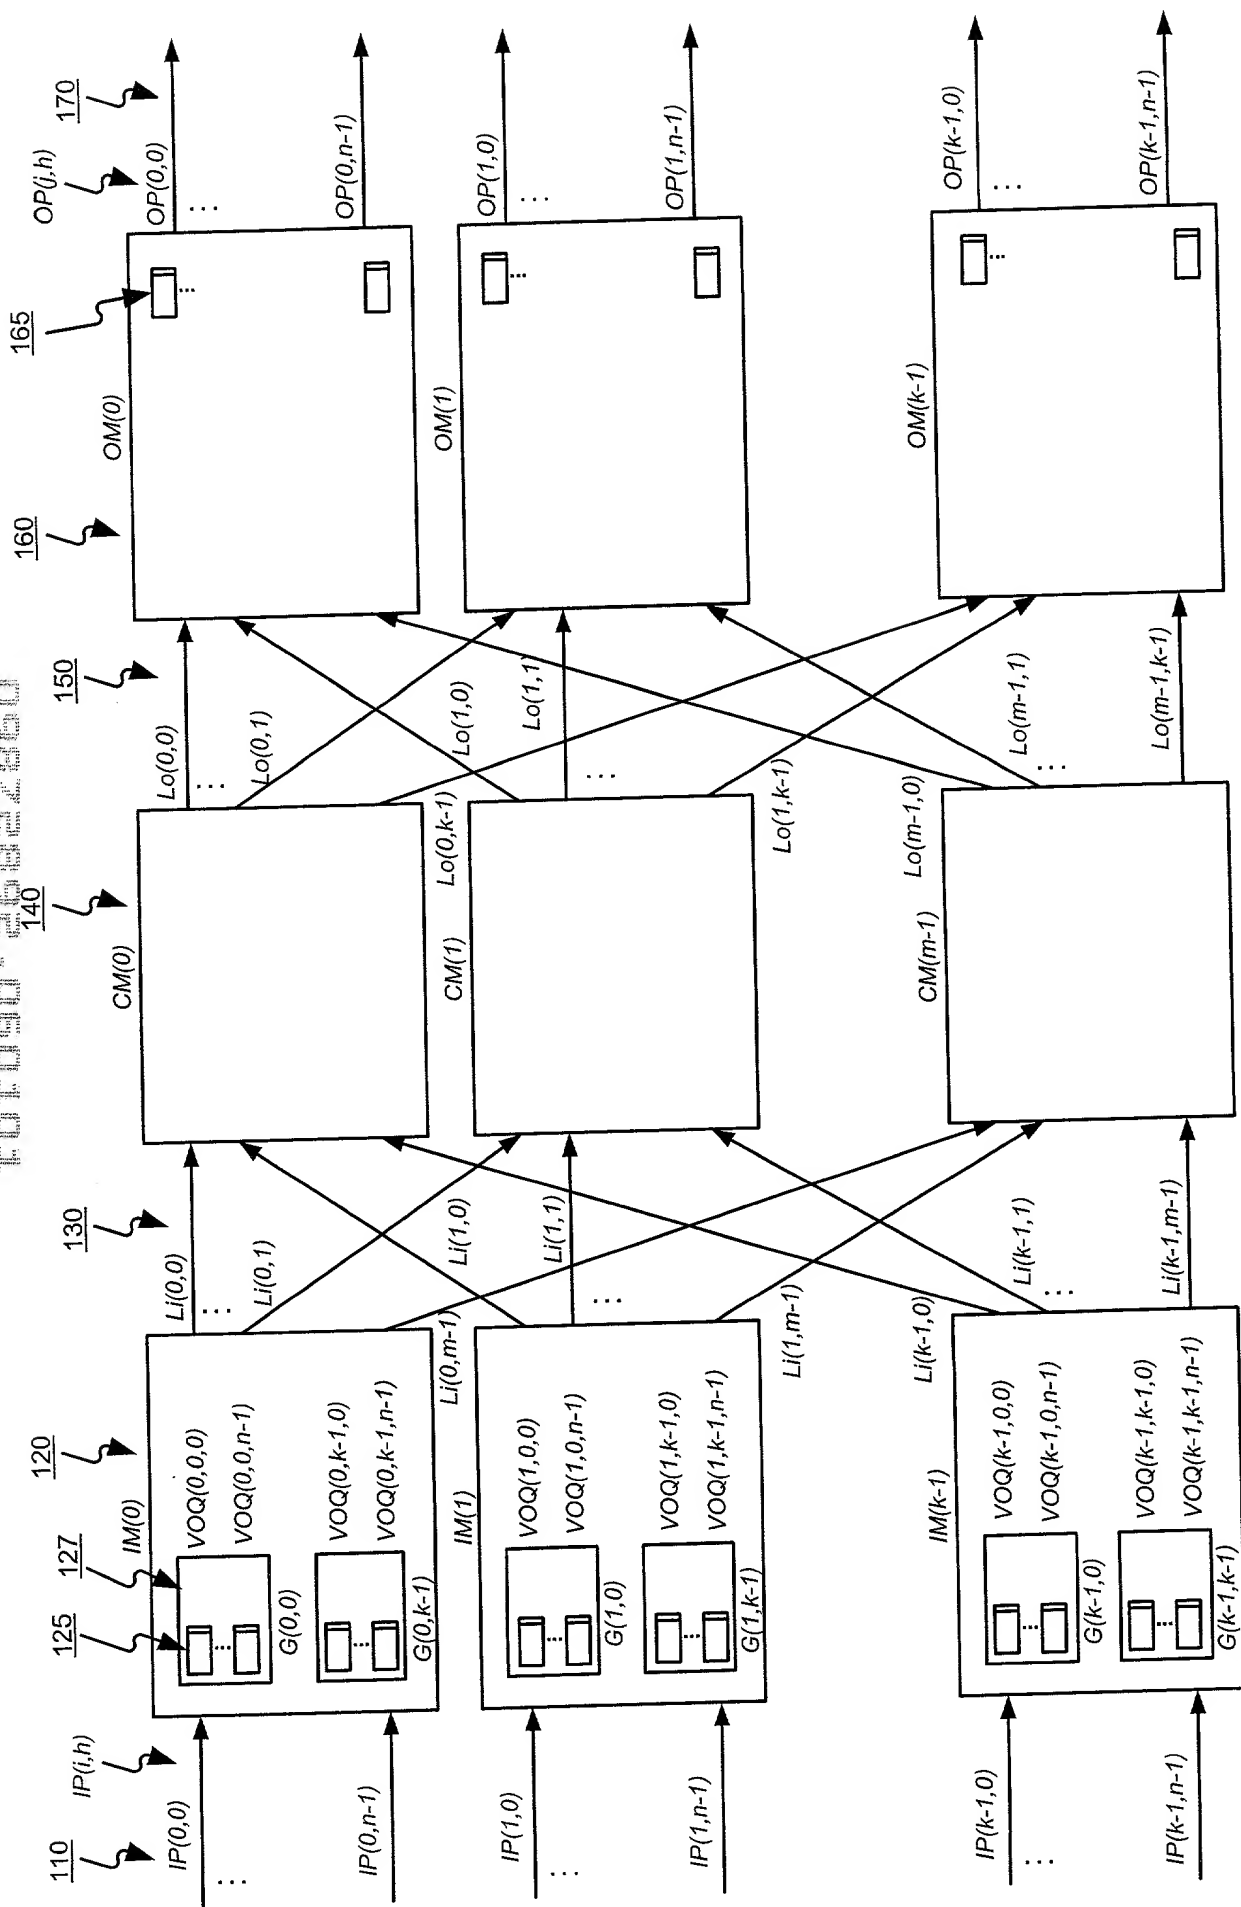 110
IP(i,h)
IP(0,0)
...
IP(0,n-1)
IP(1,0)
...
IP(1,n-1)
IP(k-1,0)
...
IP(k-1,n-1)
120
125
127
IM(0)
VOQ(0,0,0)
...
VOQ(0,0,n-1)
G(0,0)
VOQ(0,k-1,0)
...
VOQ(0,k-1,n-1)
G(0,k-1)
IM(1)
VOQ(1,0,0)
...
VOQ(1,0,n-1)
G(1,0)
VOQ(1,k-1,0)
...
VOQ(1,k-1,n-1)
G(1,k-1)
IM(k-1)
VOQ(k-1,0,0)
...
VOQ(k-1,0,n-1)
G(k-1,0)
VOQ(k-1,k-1,0)
...
VOQ(k-1,k-1,n-1)
G(k-1,k-1)
130
Li(0,0)
...
Li(0,1)
Li(0,m-1)
Li(1,0)
Li(1,1)
...
Li(1,m-1)
Li(k-1,0)
Li(k-1,1)
...
Li(k-1,m-1)
140
CM(0)
CM(1)
CM(m-1)
150
Lo(0,0)
...
Lo(0,1)
Lo(0,k-1)
Lo(1,0)
Lo(1,1)
...
Lo(1,k-1)
Lo(m-1,0)
Lo(m-1,1)
...
Lo(m-1,k-1)
160
165
OM(0)
...
OM(1)
...
OM(k-1)
...
170
OP(j,h)
OP(0,0)
...
OP(0,n-1)
OP(1,0)
...
OP(1,n-1)
OP(k-1,0)
...
OP(k-1,n-1)